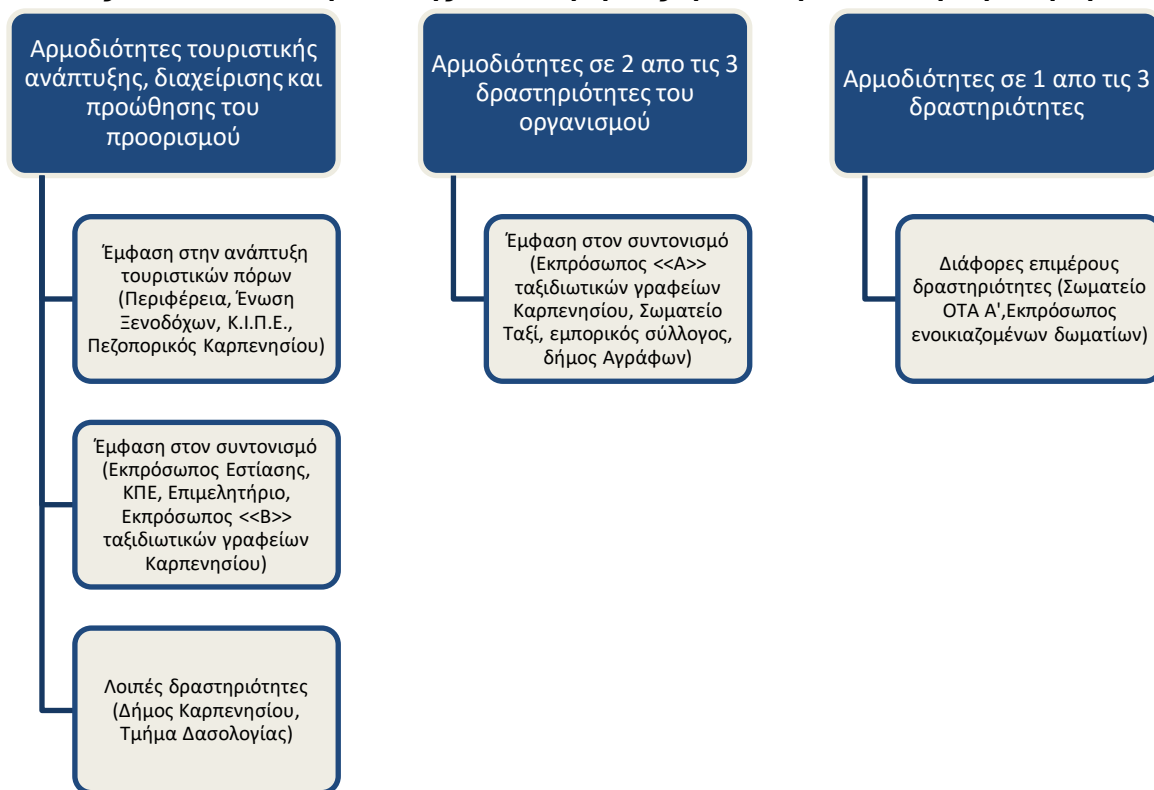 Αρμοδιότητες τουριστικής
ανάπτυξης, διαχείρισης και
προώθησης του
προορισμού
Έμφαση στην ανάπτυξη
τουριστικών πόρων
(Περιφέρεια, Ένωση
Ξενοδόχων, Κ.Ι.Π.Ε.,
Πεζοπορικός Καρπενησίου)
Έμφαση στον συντονισμό
(Εκπρόσωπος Εστίασης,
ΚΠΕ, Επιμελητήριο,
Εκπρόσωπος <<Β>>
ταξιδιωτικών γραφείων
Καρπενησίου)
Λοιπές δραστηριότητες
(Δήμος Καρπενησίου,
Τμήμα Δασολογίας)
Αρμοδιότητες σε 2 απο τις 3
δραστηριότητες του
οργανισμού
Έμφαση στον συντονισμό
(Εκπρόσωπος <<Α>>
ταξιδιωτικών γραφείων
Καρπενησίου, Σωματείο
Ταξί, εμπορικός σύλλογος,
δήμος Αγράφων)
Αρμοδιότητες σε 1 απο τις 3
δραστηριότητες
Διάφορες επιμέρους
δραστηριότητες (Σωματείο
ΟΤΑ Α',Εκπρόσωπος
ενοικιαζομένων δωματίων)